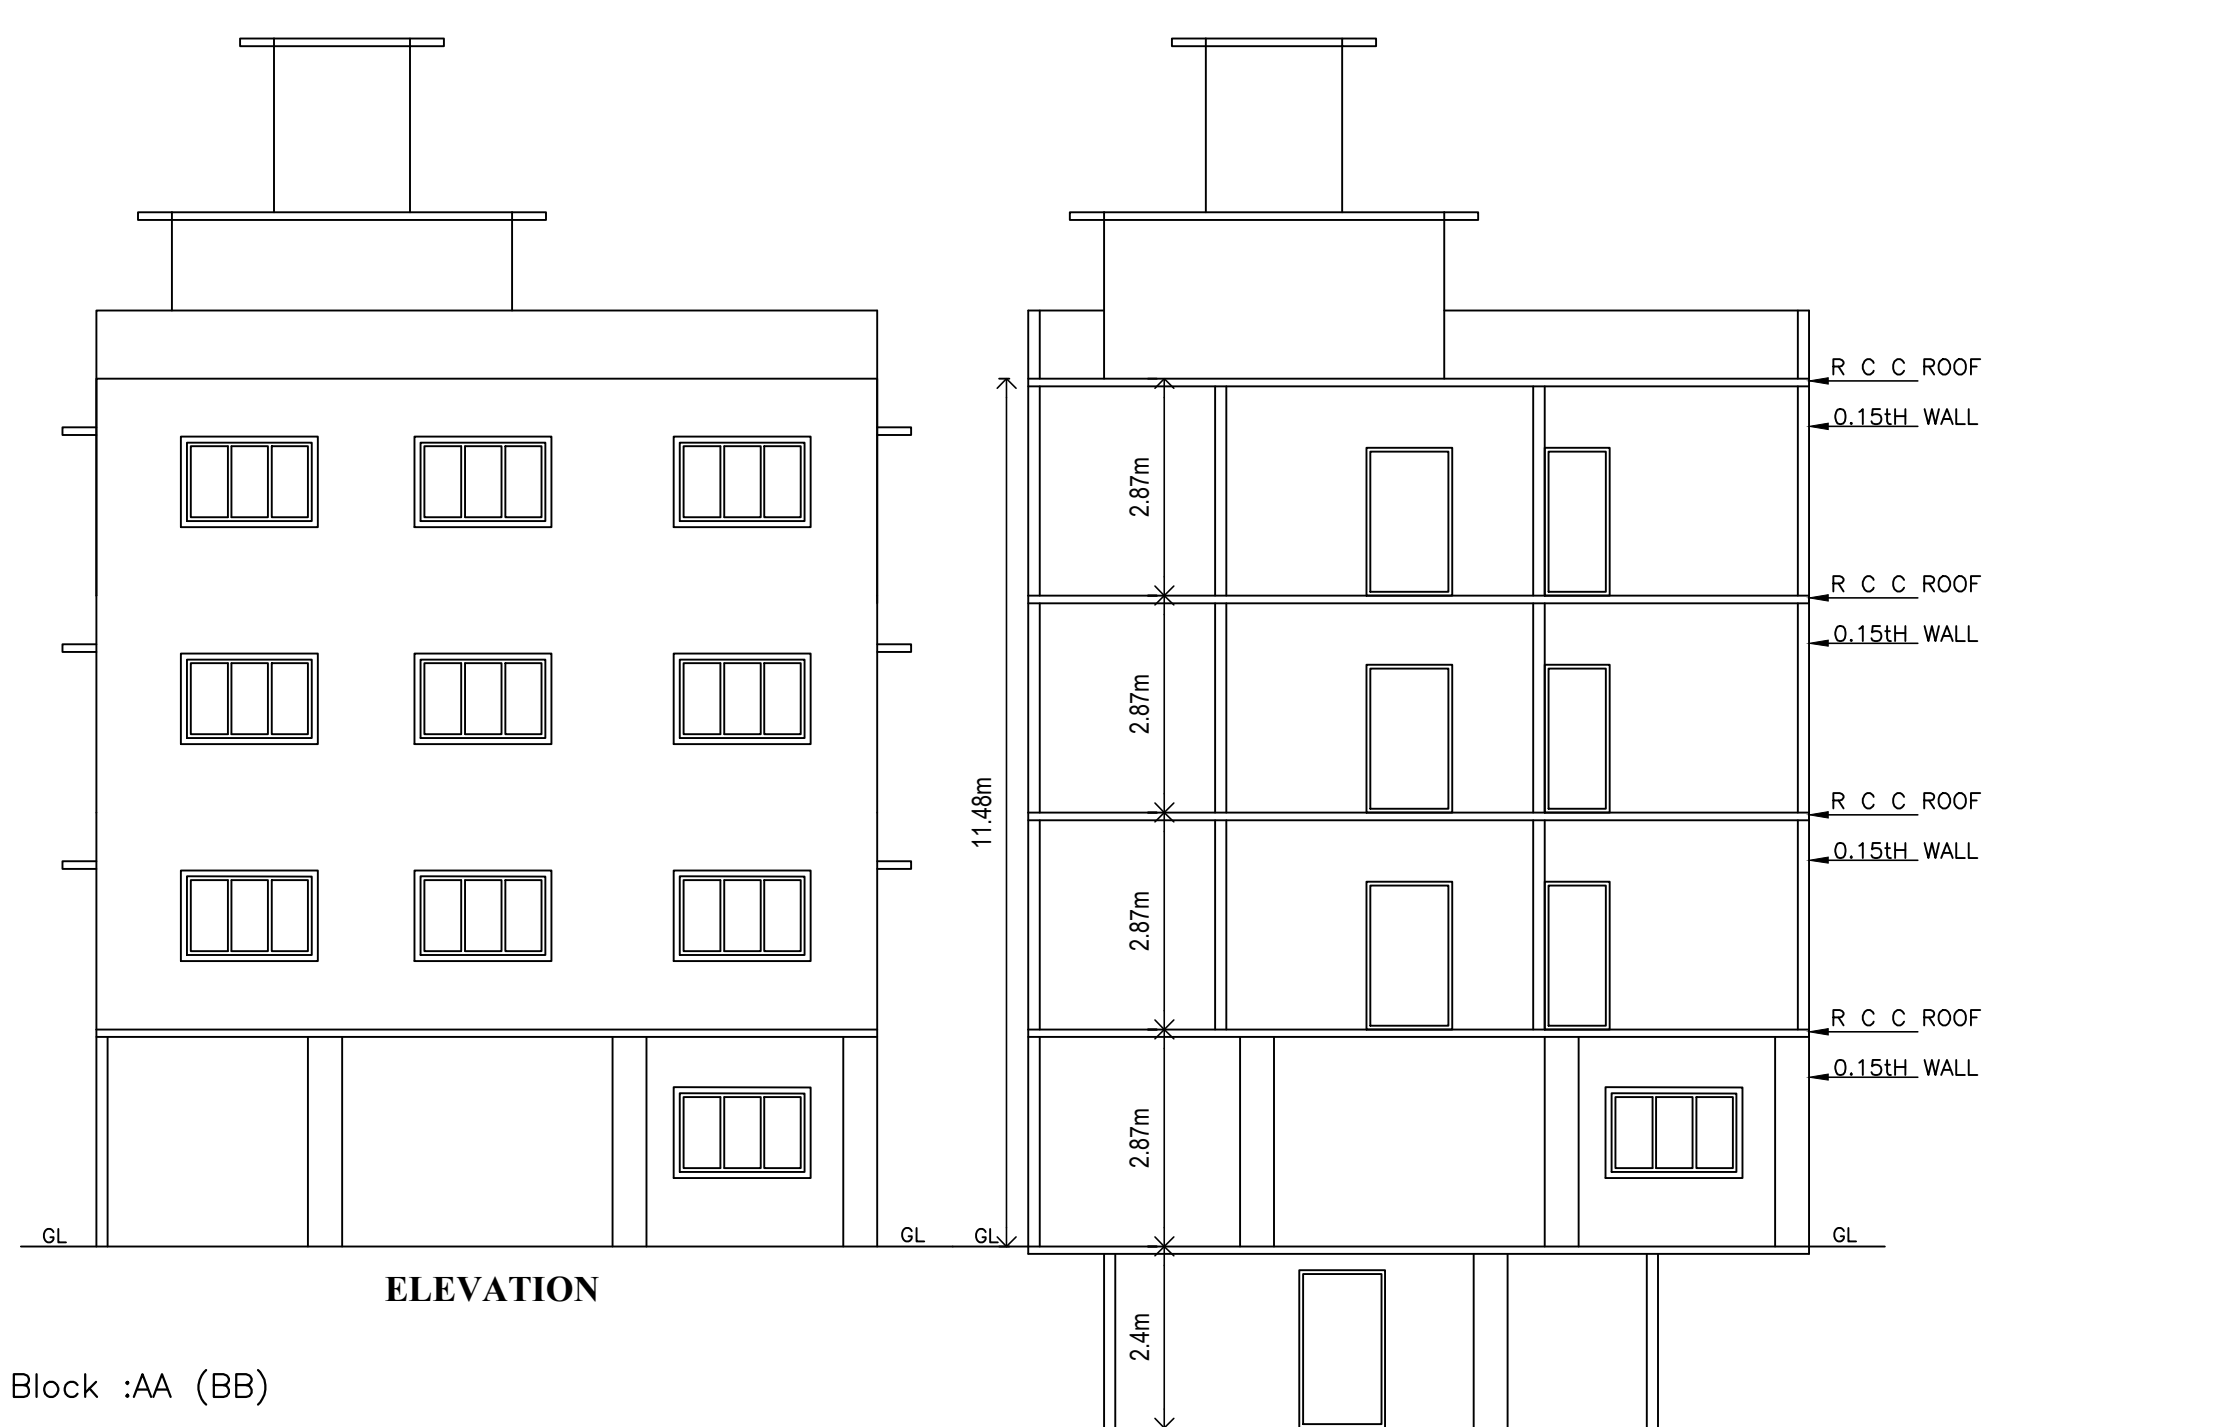 R C C ROOF
0.15tH WALL
2.87m
R C C ROOF
0.15tH WALL
2.87m
11.48m
R C C ROOF
0.15tH WALL
2.87m
R C C ROOF
0.15tH WALL
2.87m
GL
GL
GL
GL
ELEVATION
2.4m
Block :AA (BB)